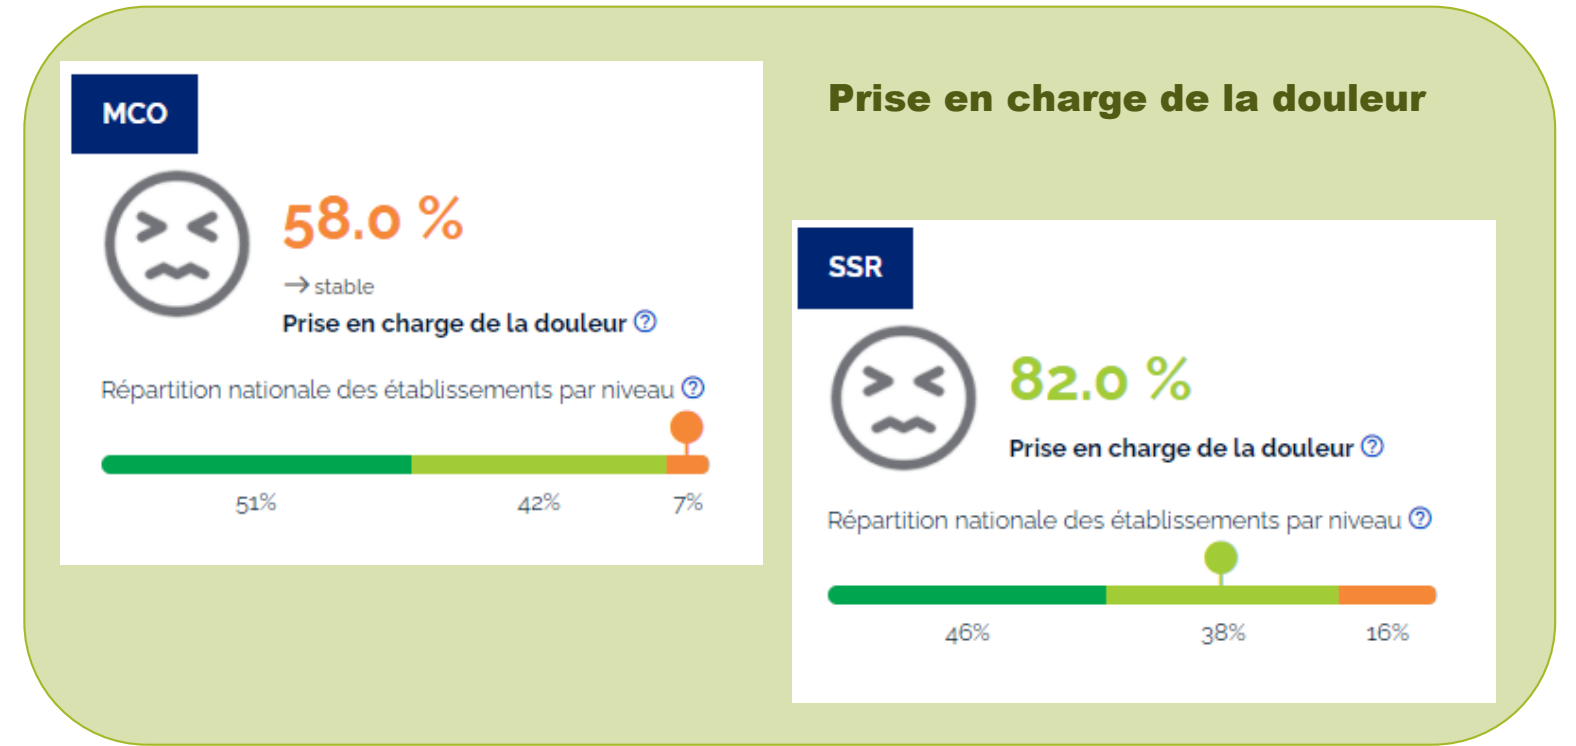 Prise en charge de la douleur
MCO
58.0 %
→ stable
Prise en charge de la douleur ?
Répartition nationale des établissements par niveau ?
51% 42% 7%
SSR
82.0 %
Prise en charge de la douleur ?
Répartition nationale des établissements par niveau ?
46% 38% 16%